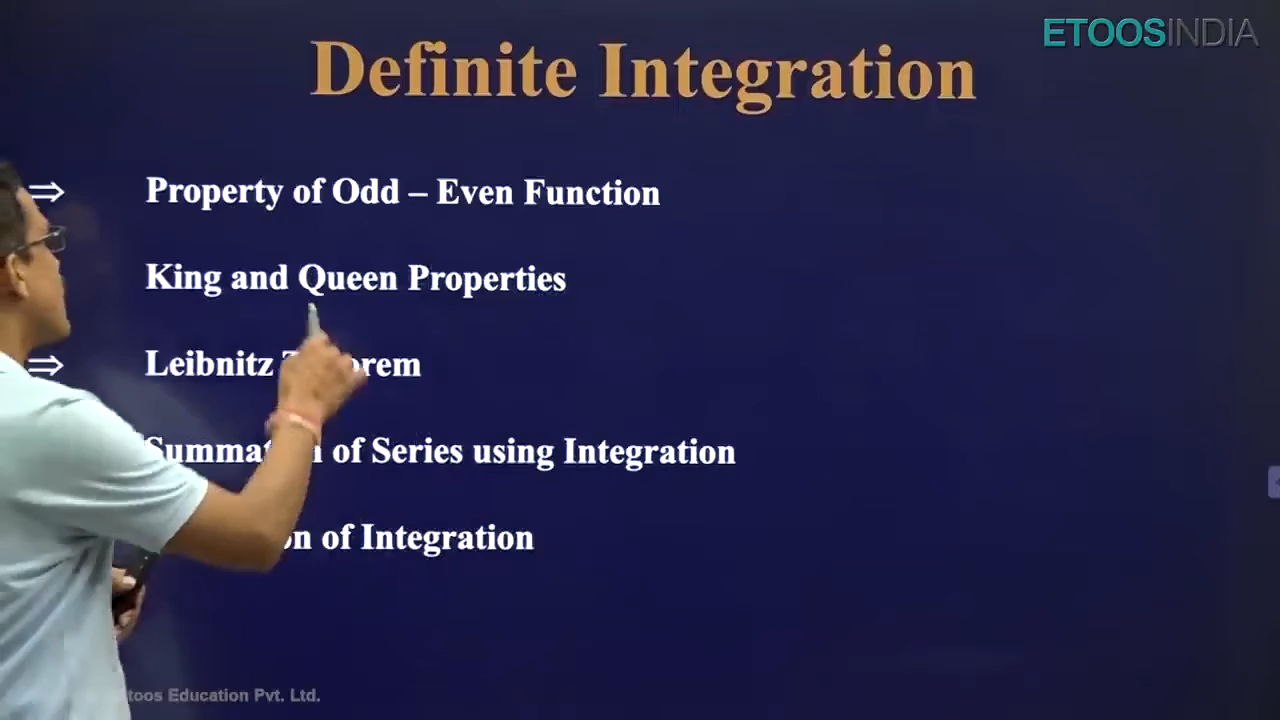 ETOOSINDIA
Definite Integration
⇒ Property of Odd – Even Function
King and Queen Properties
⇒ Leibnitz
of Series using Integration
of Integration
Education Pvt. Ltd.